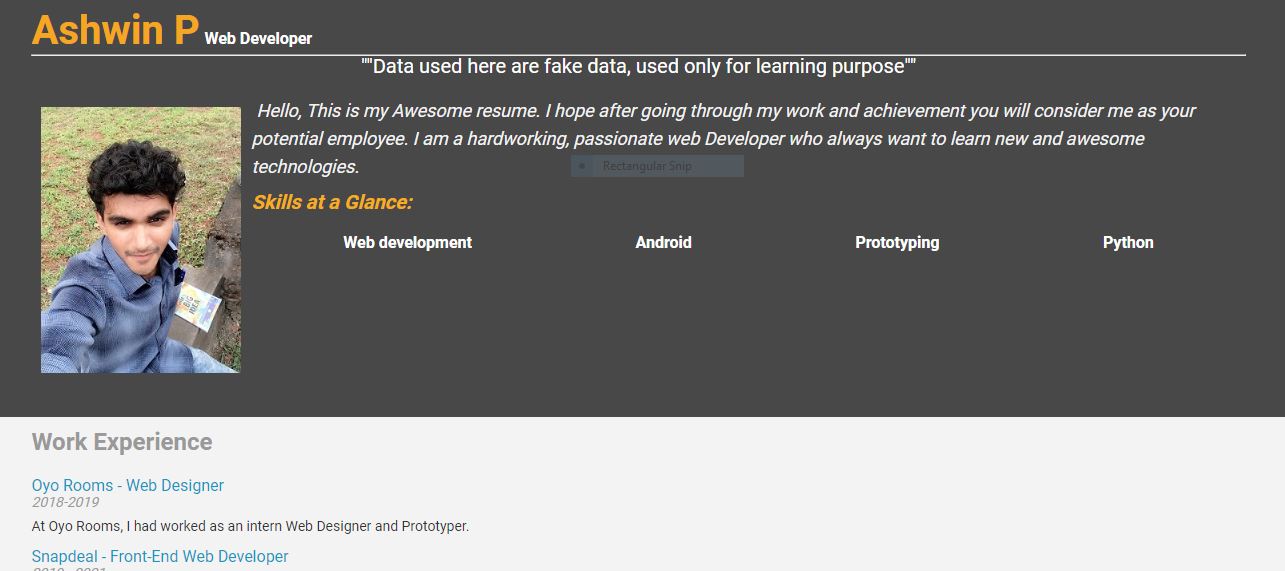 Ashwin P Web Developer
""Data used here are fake data, used only for learning purpose""
Hello, This is my Awesome resume. I hope after going through my work and achievement you will consider me as your
potential employee. I am a hardworking, passionate web Developer who always want to learn new and awesome
technologies.
Rectangular Snip
Skills at a Glance:
Web development Android Prototyping Python
BIG
IDEA
Work Experience
Oyo Rooms - Web Designer
2018-2019
At Oyo Rooms, I had worked as an intern Web Designer and Prototyper.
Snapdeal - Front-End Web Developer